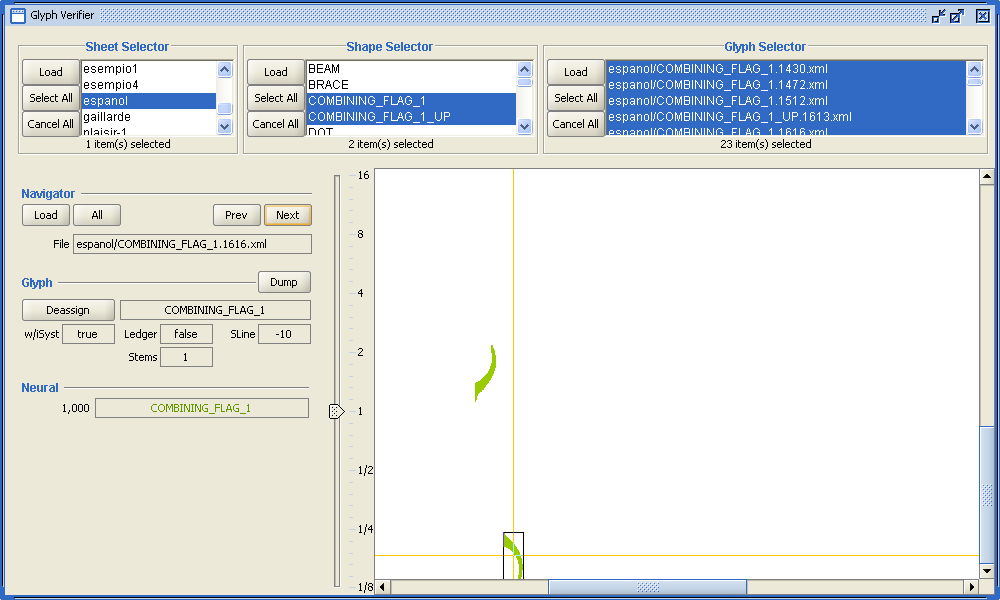 Glyph Verifier
Sheet Selector
Load
Select All
Cancel All
esempio1
esempio4
espanol
gaillarde
plaisir-1
1 item(s) selected
Shape Selector
Load
Select All
Cancel All
BEAM
BRACE
COMBINING_FLAG_1
COMBINING_FLAG_1_UP
DOT
2 item(s) selected
Glyph Selector
Load
Select All
Cancel All
espanol/COMBINING_FLAG_1.1430.xml
espanol/COMBINING_FLAG_1.1472.xml
espanol/COMBINING_FLAG_1.1512.xml
espanol/COMBINING_FLAG_1_UP.1613.xml
espanol/COMBINING_FLAG_1.1616.xml
23 item(s) selected
Navigator
Load All Prev Next
File espanol/COMBINING_FLAG_1.1616.xml
Glyph Dump
Deassign COMBINING_FLAG_1
w/iSyst true Ledger false SLine -10
Stems 1
Neural
1,000 COMBINING_FLAG_1
16
8
4
2
1
1/2
1/4
1/8